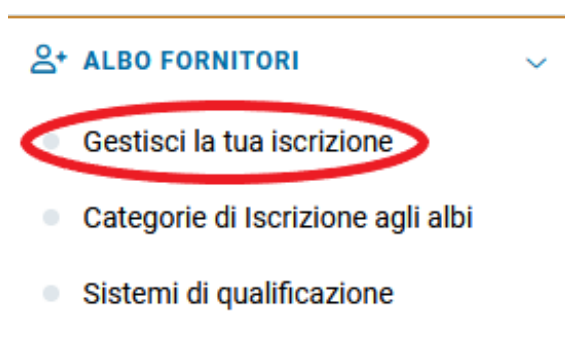 ALBO FORNITORI
Gestisci la tua iscrizione
Categorie di Iscrizione agli albi
Sistemi di qualificazione